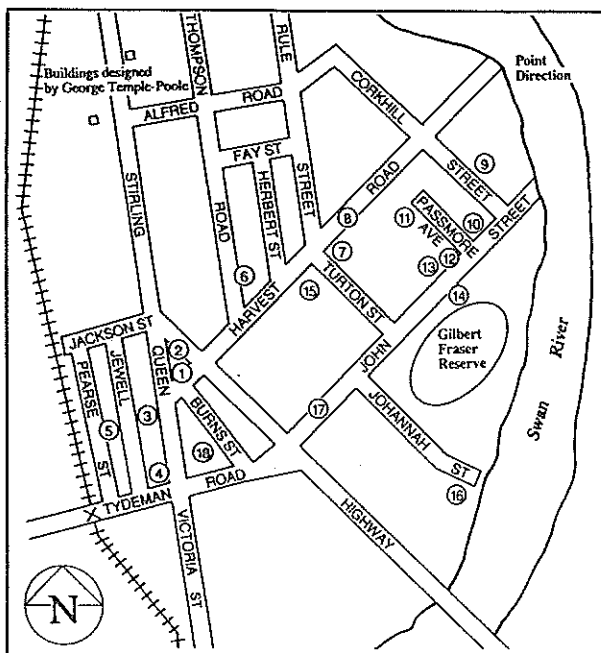 THOMPSON
RULE
Buildings designed
by George Temple-Poole
Point
Direction
ALFRED ROAD
CORKHILL
FAY ST
STIRLING
HERBERT ST
STREET
ROAD
STREET
9
8
11
PASSMORE
AVE
10
STREET
ROAD
7
13
12
6
TURTON ST
14
HARVEST
15
JACKSON ST
2
1
QUEEN
JEWELL
PEARSE
ST
3
5
JOHN
Gilbert
Fraser
Reserve
Swan River
17
JOHANNAH
ST
BURNS ST
18
4
16
TYDEMAN ROAD
VICTORIA
ST
HIGHWAY
N